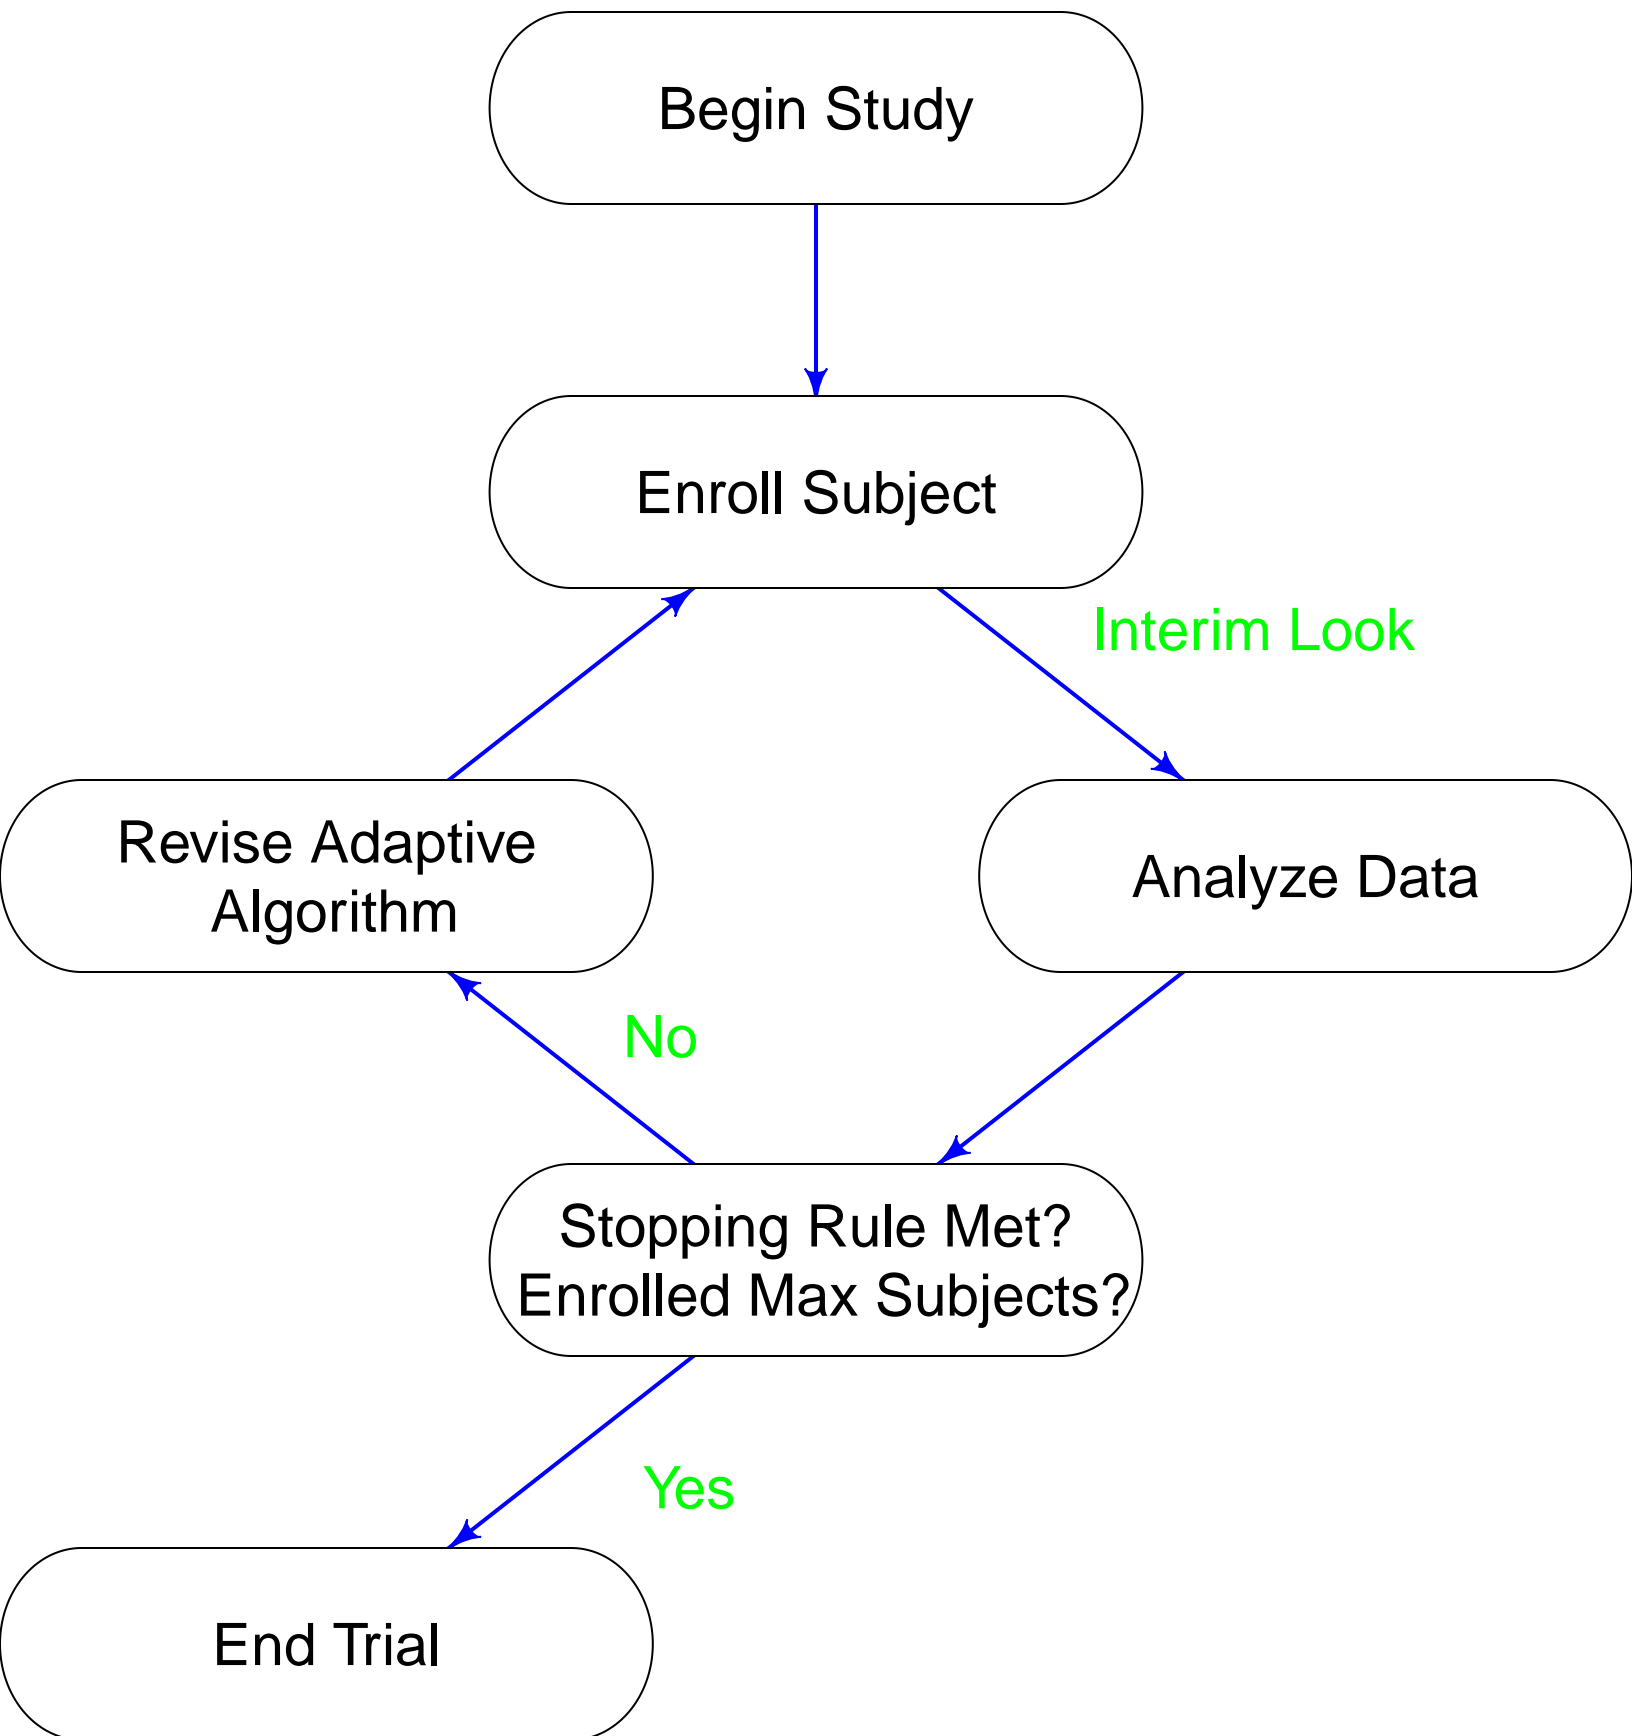 Begin Study
Enroll Subject
Interim Look
Revise Adaptive
Algorithm
Analyze Data
No
Stopping Rule Met?
Enrolled Max Subjects?
Yes
End Trial